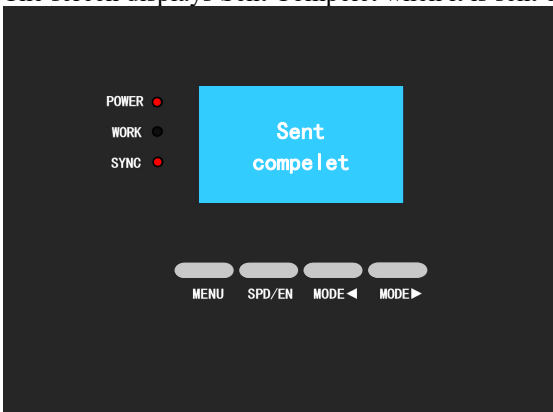 POWER
WORK
SYNC
Sent
compelet
MENU SPD/EN MODE◀ MODE▶